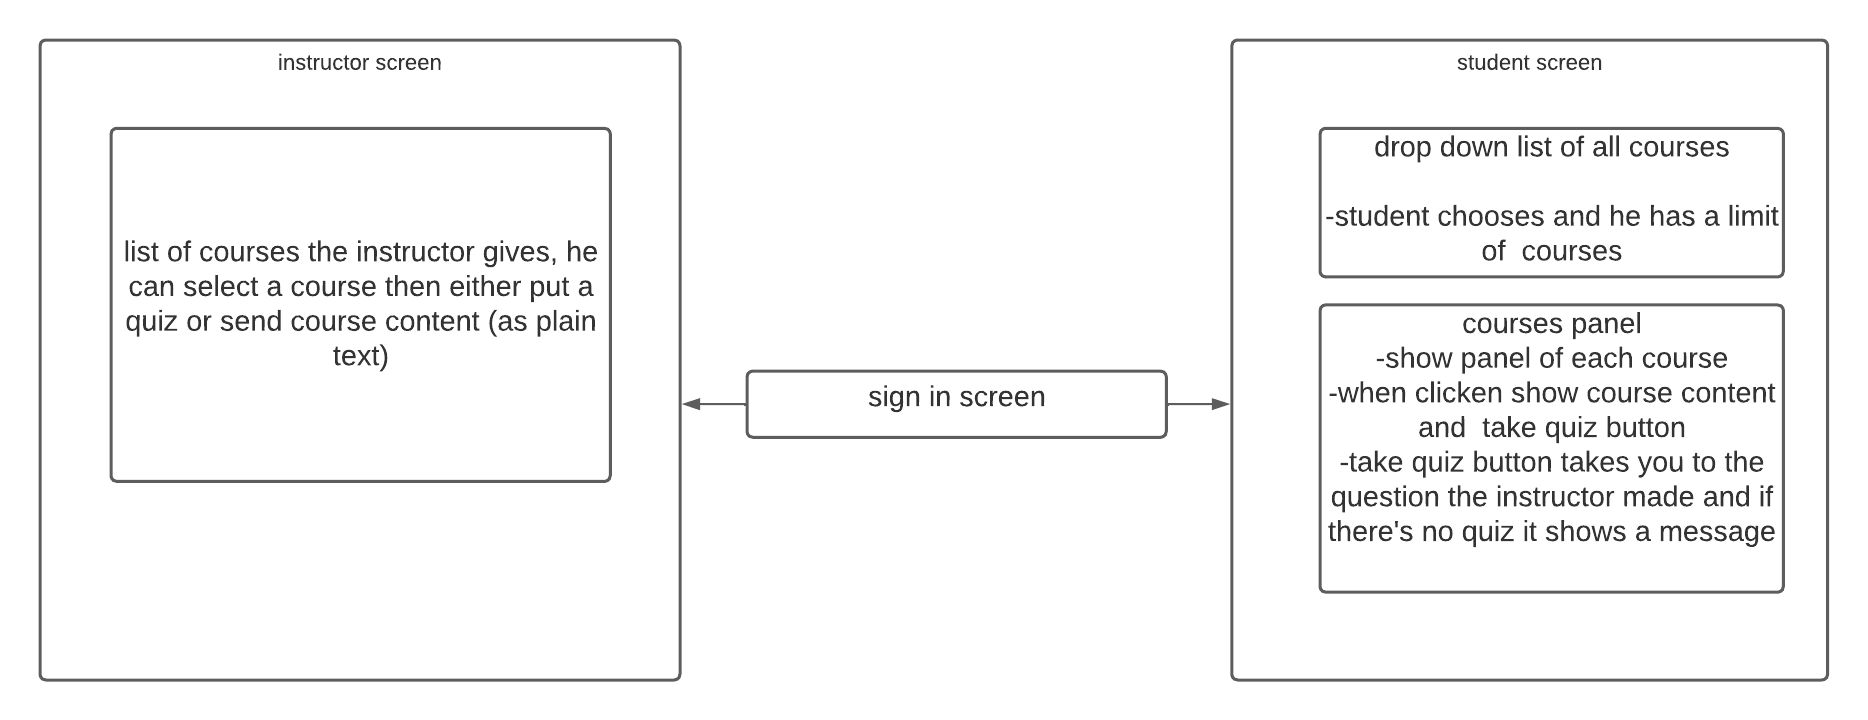 instructor screen
list of courses the instructor gives, he
can select a course then either put a
quiz or send course content (as plain
text)
sign in screen
student screen
drop down list of all courses
-student chooses and he has a limit
of  courses
courses panel
-show panel of each course
-when clicken show course content
and  take quiz button
-take quiz button takes you to the
question the instructor made and if
there's no quiz it shows a message